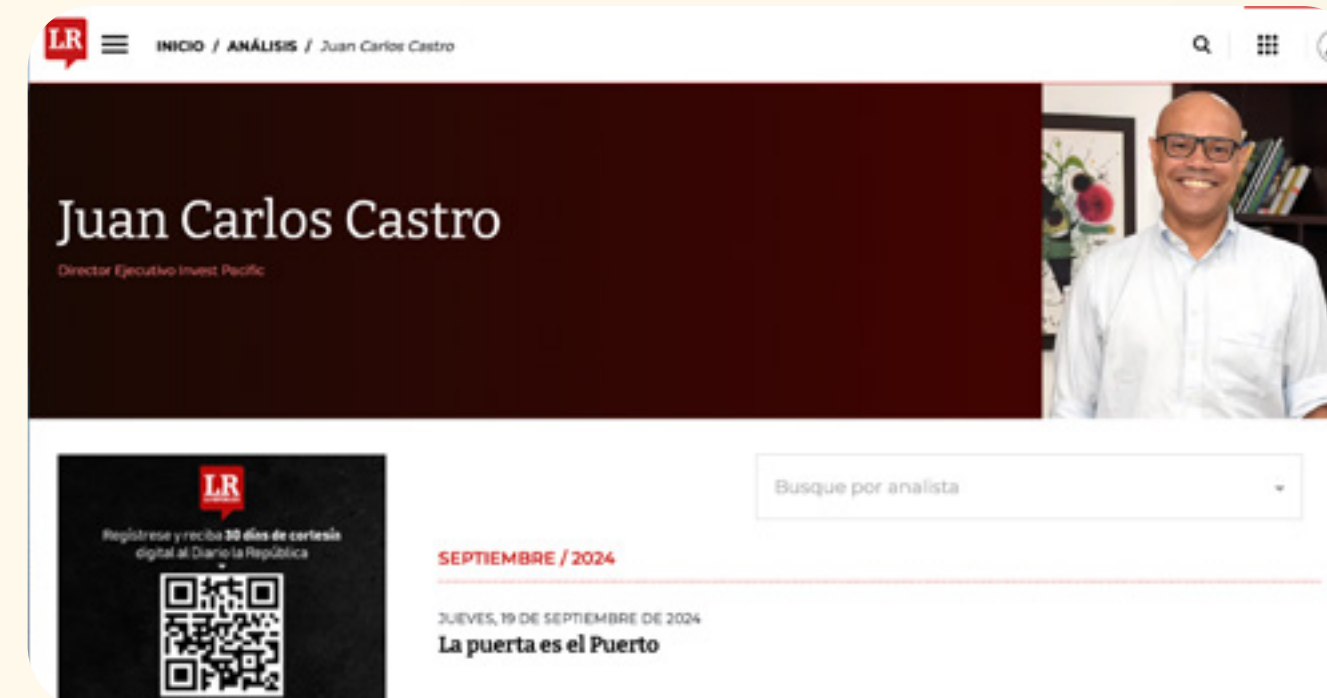 LR
INICIO / ANÁLISIS / Juan Carlos Castro
Juan Carlos Castro
Director Ejecutivo Invest Pacific
LR
Regístrese y reciba 30 días de cortesía
digital al Diario la República
Busque por analista
SEPTIEMBRE / 2024
JUEVES, 19 DE SEPTIEMBRE DE 2024
La puerta es el Puerto